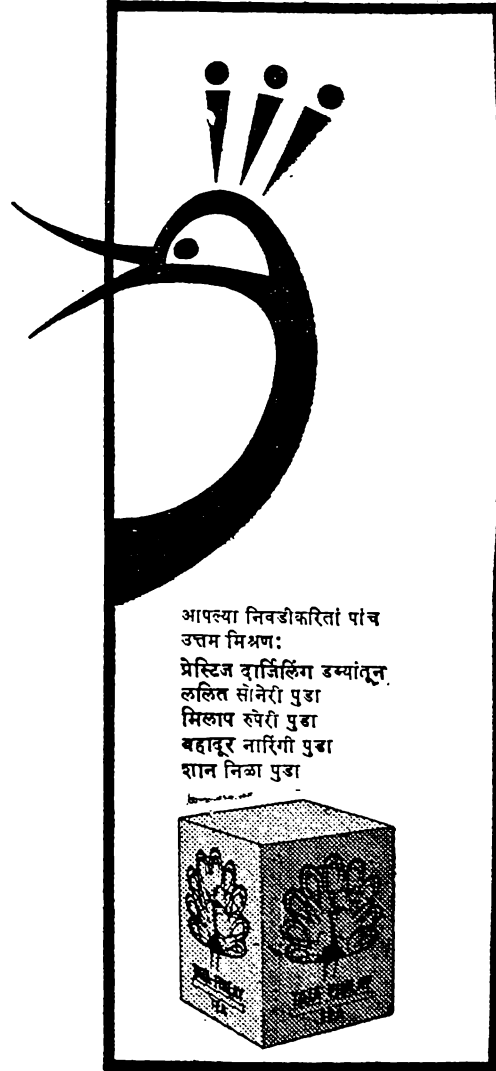 आपल्या निवडीकरितां पांच
उत्तम मिश्रण:
प्रेस्टिज दार्जिलिंग डब्यांतून
ललित सोनेरी पुडा
मिलाप रुपेरी पुडा
बहादूर नारिंगी पुडा
शान निळा पुडा